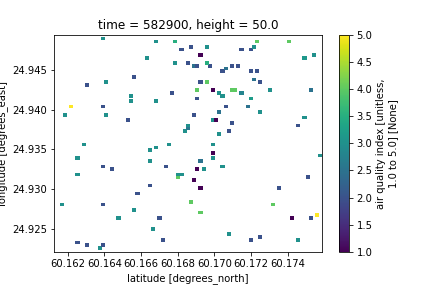 time = 582900, height = 50.0
24.945
24.940
24.935
24.930
24.925
longitude [degrees_east]
60.162 60.164 60.166 60.168 60.170 60.172 60.174
latitude [degrees_north]
5.0
4.5
4.0
3.5
3.0
2.5
2.0
1.5
1.0
air quality index [unitless,
1.0 to 5.0] [None]